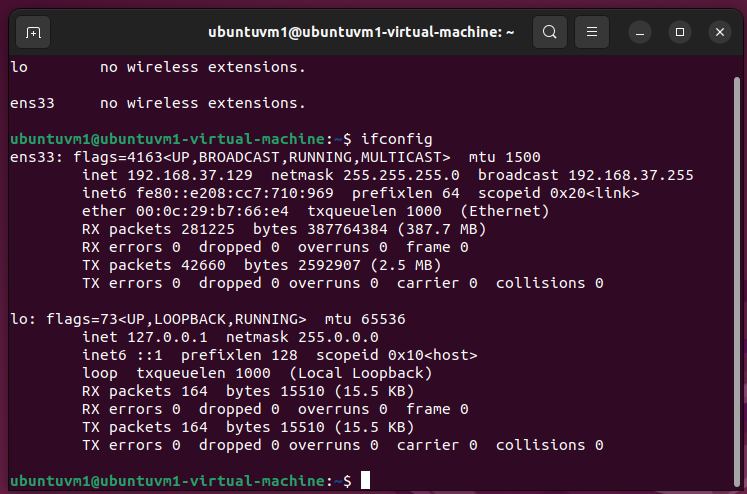 ubuntuvm1@ubuntuvm1-virtual-machine: ~
lo        no wireless extensions.
ens33     no wireless extensions.
ubuntuvm1@ubuntuvm1-virtual-machine:~$ ifconfig
ens33: flags=4163<UP,BROADCAST,RUNNING,MULTICAST>  mtu 1500
        inet 192.168.37.129  netmask 255.255.255.0  broadcast 192.168.37.255
        inet6 fe80::e208:cc7:710:969  prefixlen 64  scopeid 0x20<link>
        ether 00:0c:29:b7:66:e4  txqueuelen 1000  (Ethernet)
        RX packets 281225  bytes 387764384 (387.7 MB)
        RX errors 0  dropped 0  overruns 0  frame 0
        TX packets 42660  bytes 2592907 (2.5 MB)
        TX errors 0  dropped 0 overruns 0  carrier 0  collisions 0
lo: flags=73<UP,LOOPBACK,RUNNING>  mtu 65536
        inet 127.0.0.1  netmask 255.0.0.0
        inet6 ::1  prefixlen 128  scopeid 0x10<host>
        loop  txqueuelen 1000  (Local Loopback)
        RX packets 164  bytes 15510 (15.5 KB)
        RX errors 0  dropped 0  overruns 0  frame 0
        TX packets 164  bytes 15510 (15.5 KB)
        TX errors 0  dropped 0 overruns 0  carrier 0  collisions 0
ubuntuvm1@ubuntuvm1-virtual-machine:~$